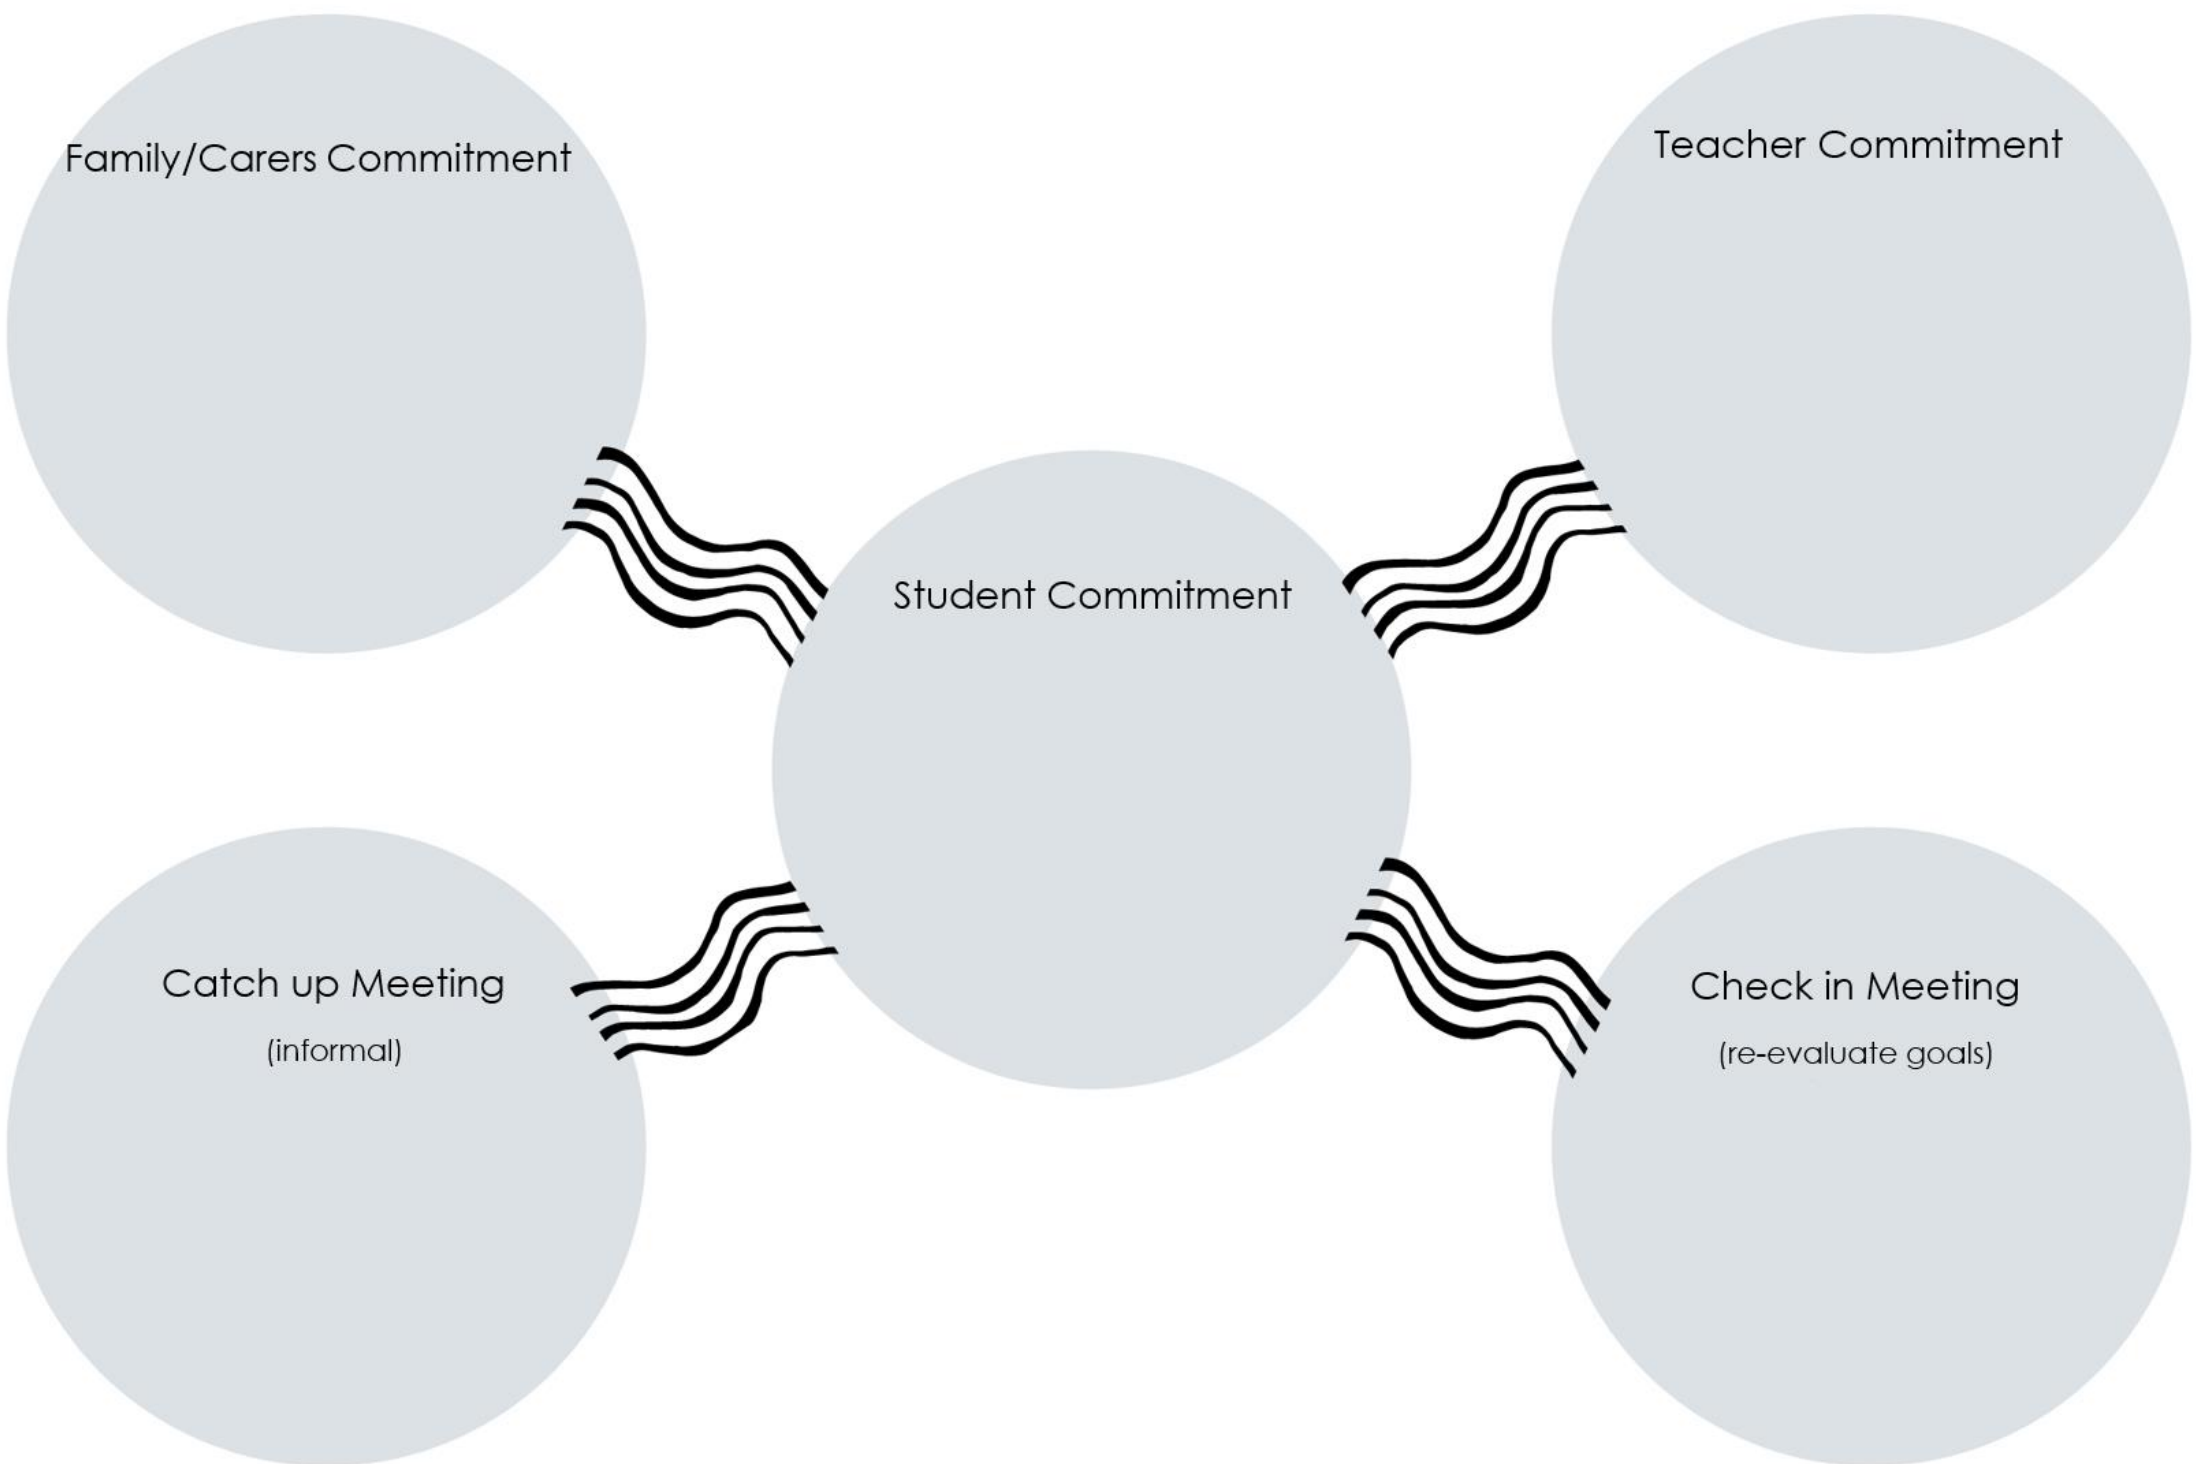 Family/Carers Commitment
Teacher Commitment
Student Commitment
Catch up Meeting
(informal)
Check in Meeting
(re-evaluate goals)